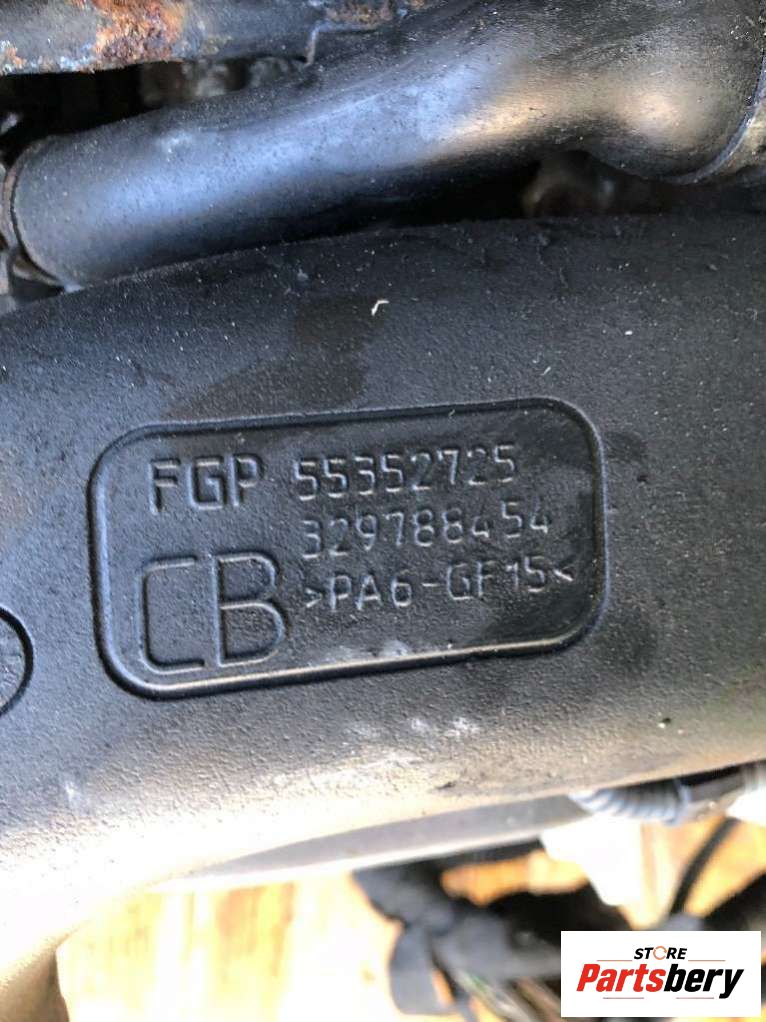 FGP 55352725
329788454
CB >PA6-GF15<
STORE
Partsbery